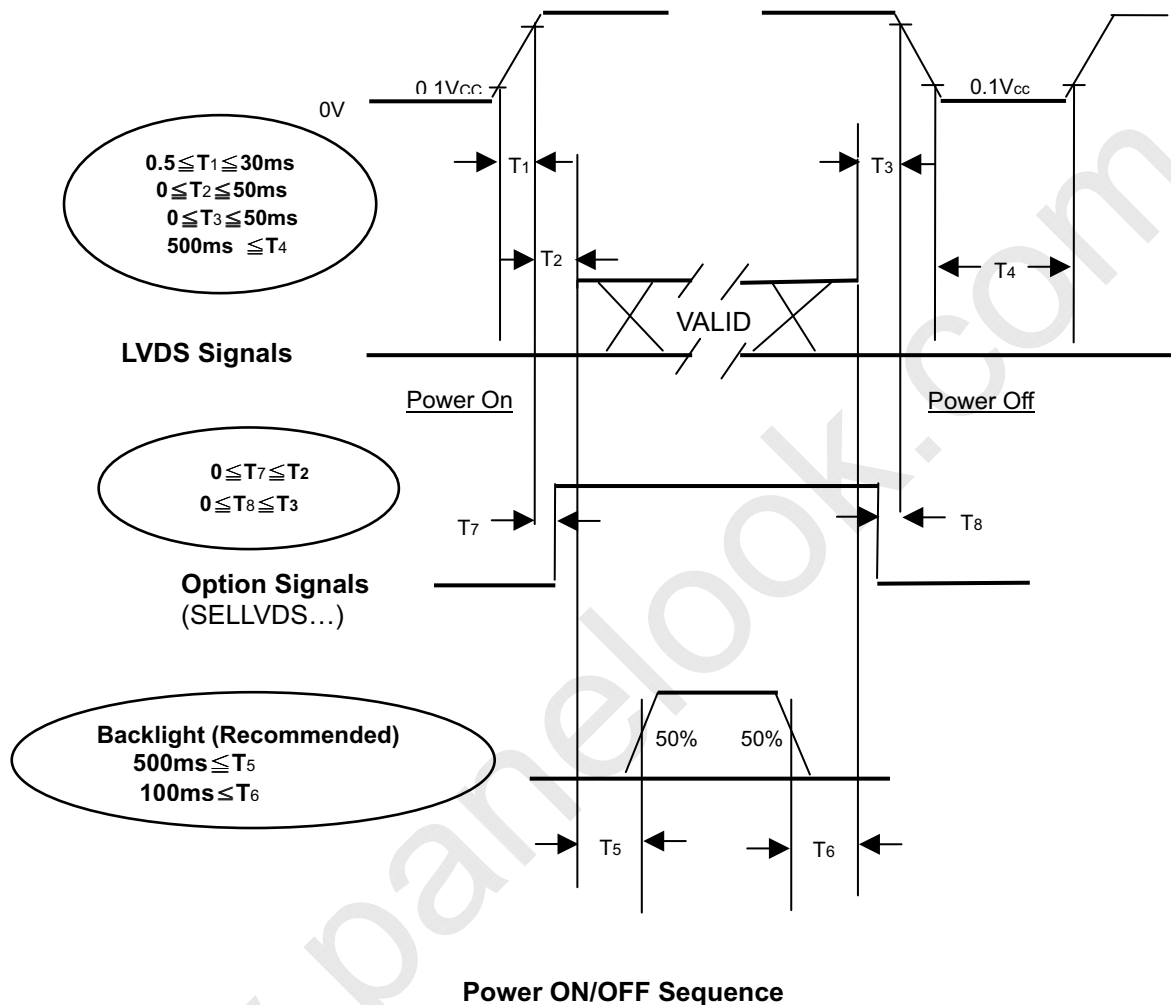 0.1Vcc
0.1Vcc
0V
0.5≦T1≦30ms
0≦T2≦50ms
0≦T3≦50ms
500ms ≦T4
T1
T3
T2
T4
VALID
LVDS Signals
Power On
Power Off
0≦T7≦T2
0≦T8≦T3
T7
T8
Option Signals
(SELLVDS…)
Backlight (Recommended)
500ms≦T5
100ms≤T6
50%
50%
T5
T6
Power ON/OFF Sequence
panelook.com